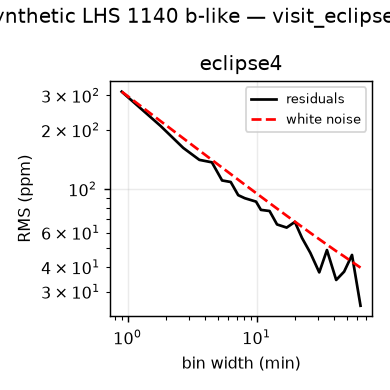 ynthetic LHS 1140 b-like — visit_eclipse
eclipse4
residuals
white noise
RMS (ppm)
3 × 10²
2 × 10²
10²
6 × 10¹
4 × 10¹
3 × 10¹
10⁰
10¹
bin width (min)